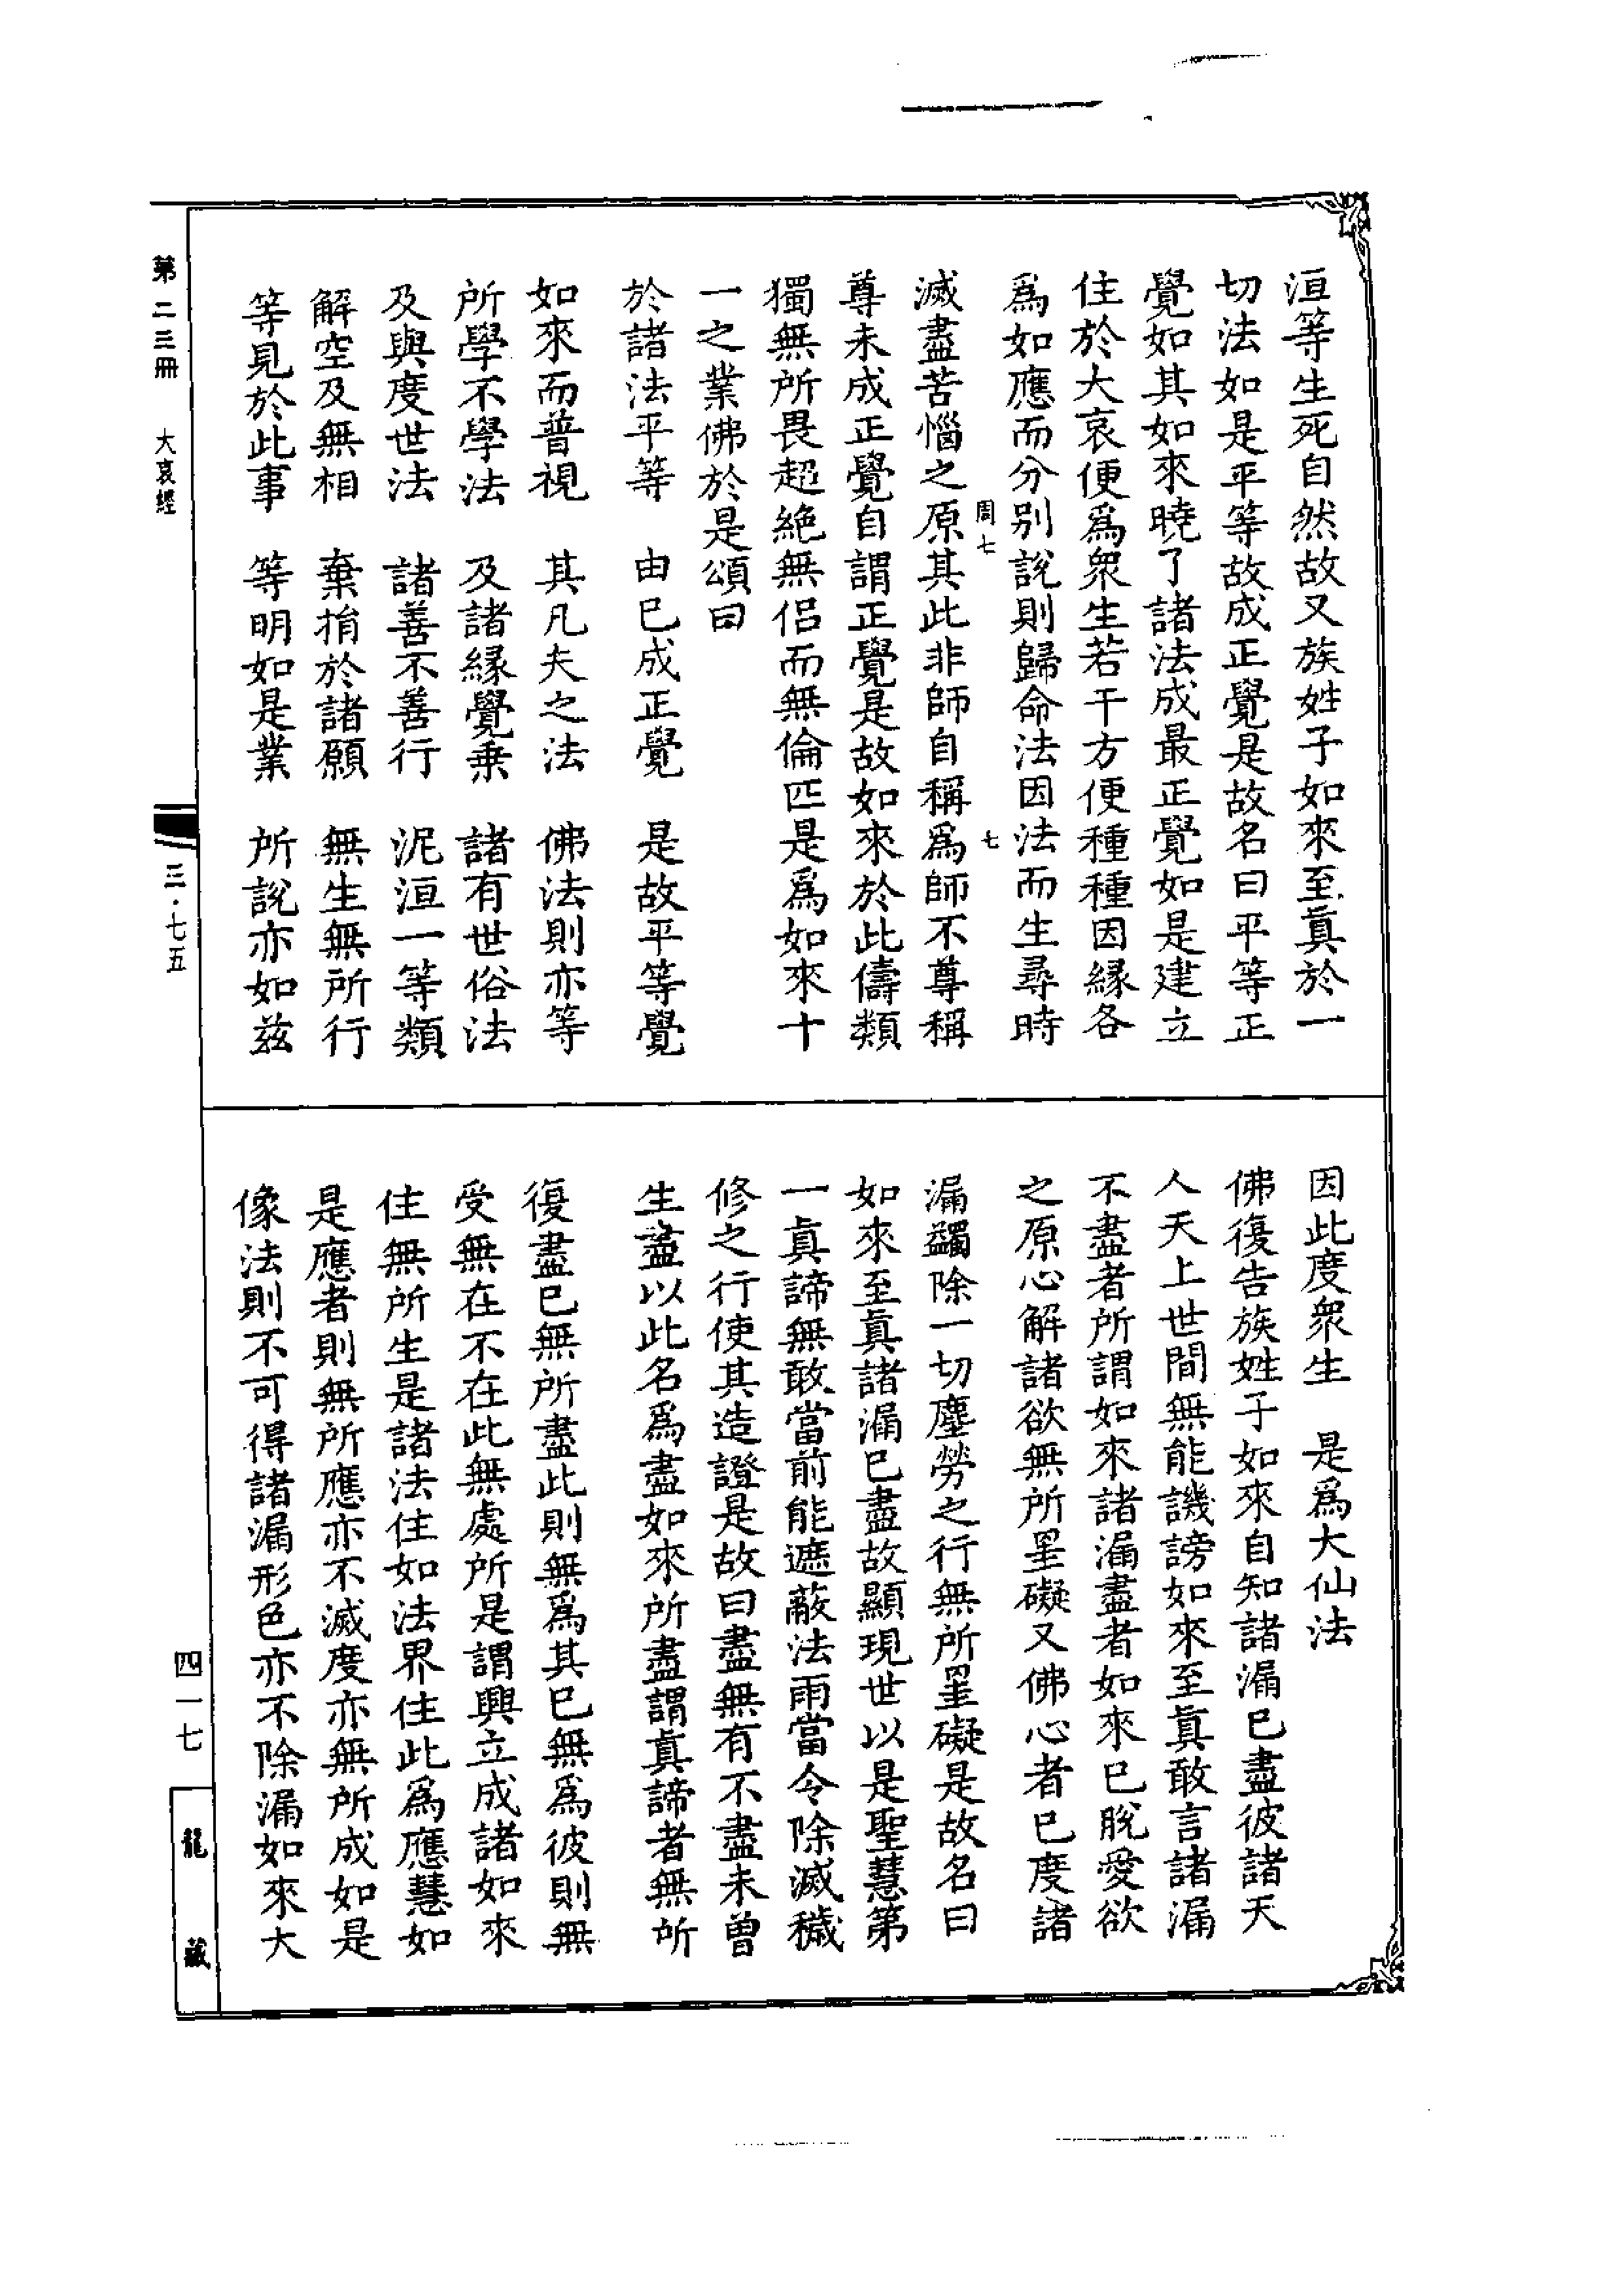 洹等生死自然故又族姓子如來至真於一
切法如是平等故成正覺是故名曰平等正
覺如其如來曉了諸法成最正覺如是建立
住於大哀便爲衆生若干方便種種因緣各
爲如應而分别說則歸命法因法而生尋時
周七
七
滅盡苦惱之原其此非師自稱爲師不尊稱
尊未成正覺自謂正覺是故如來於此儔類
獨無所畏超絶無侣而無倫匹是爲如來十
一之業佛於是頌曰
於諸法平等　由已成正覺　是故平等覺
如來而普視　其凡夫之法　佛法則亦等
所學不學法　及諸緣覺乗　諸有世俗法
及與度世法　諸善不善行　泥洹一等類
解空及無相　棄捐於諸願　無生無所行
等見於此事　等明如是業　所說亦如兹
因此度衆生　是爲大仙法
佛復告族姓子如來自知諸漏已盡彼諸天
人天上世間無能譏謗如來至真敢言諸漏
不盡者所謂如來諸漏盡者如來已脫愛欲
之原心解諸欲無所罣礙又佛心者已度諸
漏蠲除一切塵勞之行無所罣礙是故名曰
如來至真諸漏已盡故顯現世以是聖慧第
一真諦無敢當前能遮蔽法雨當令除滅穢
修之行使其造證是故曰盡無有不盡未曾
生盡以此名爲盡如來所盡謂真諦者無所
復盡已無所盡此則無爲其已無爲彼則無
受無在不在此無處所是謂興立成諸如來
住無所生是諸法住如法界住此爲應慧如
是應者則無所應亦不滅度亦無所成如是
像法則不可得諸漏形色亦不除漏如來大
第二三冊　大哀經
三·七五
四一七
龍藏